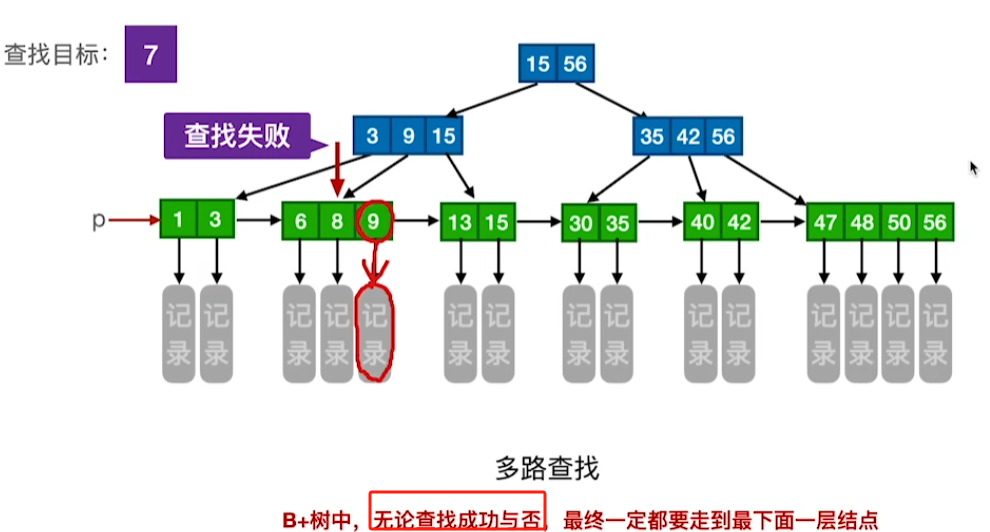 查找目标： 7
15 56
查找失败
3 9 15
35 42 56
p
1 3
6 8 9
13 15
30 35
40 42
47 48 50 56
记录 记录 记录 记录 记录 记录 记录 记录 记录 记录 记录 记录 记录 记录 记录
多路查找
B+树中，无论查找成功与否，最终一定都要走到最下面一层结点